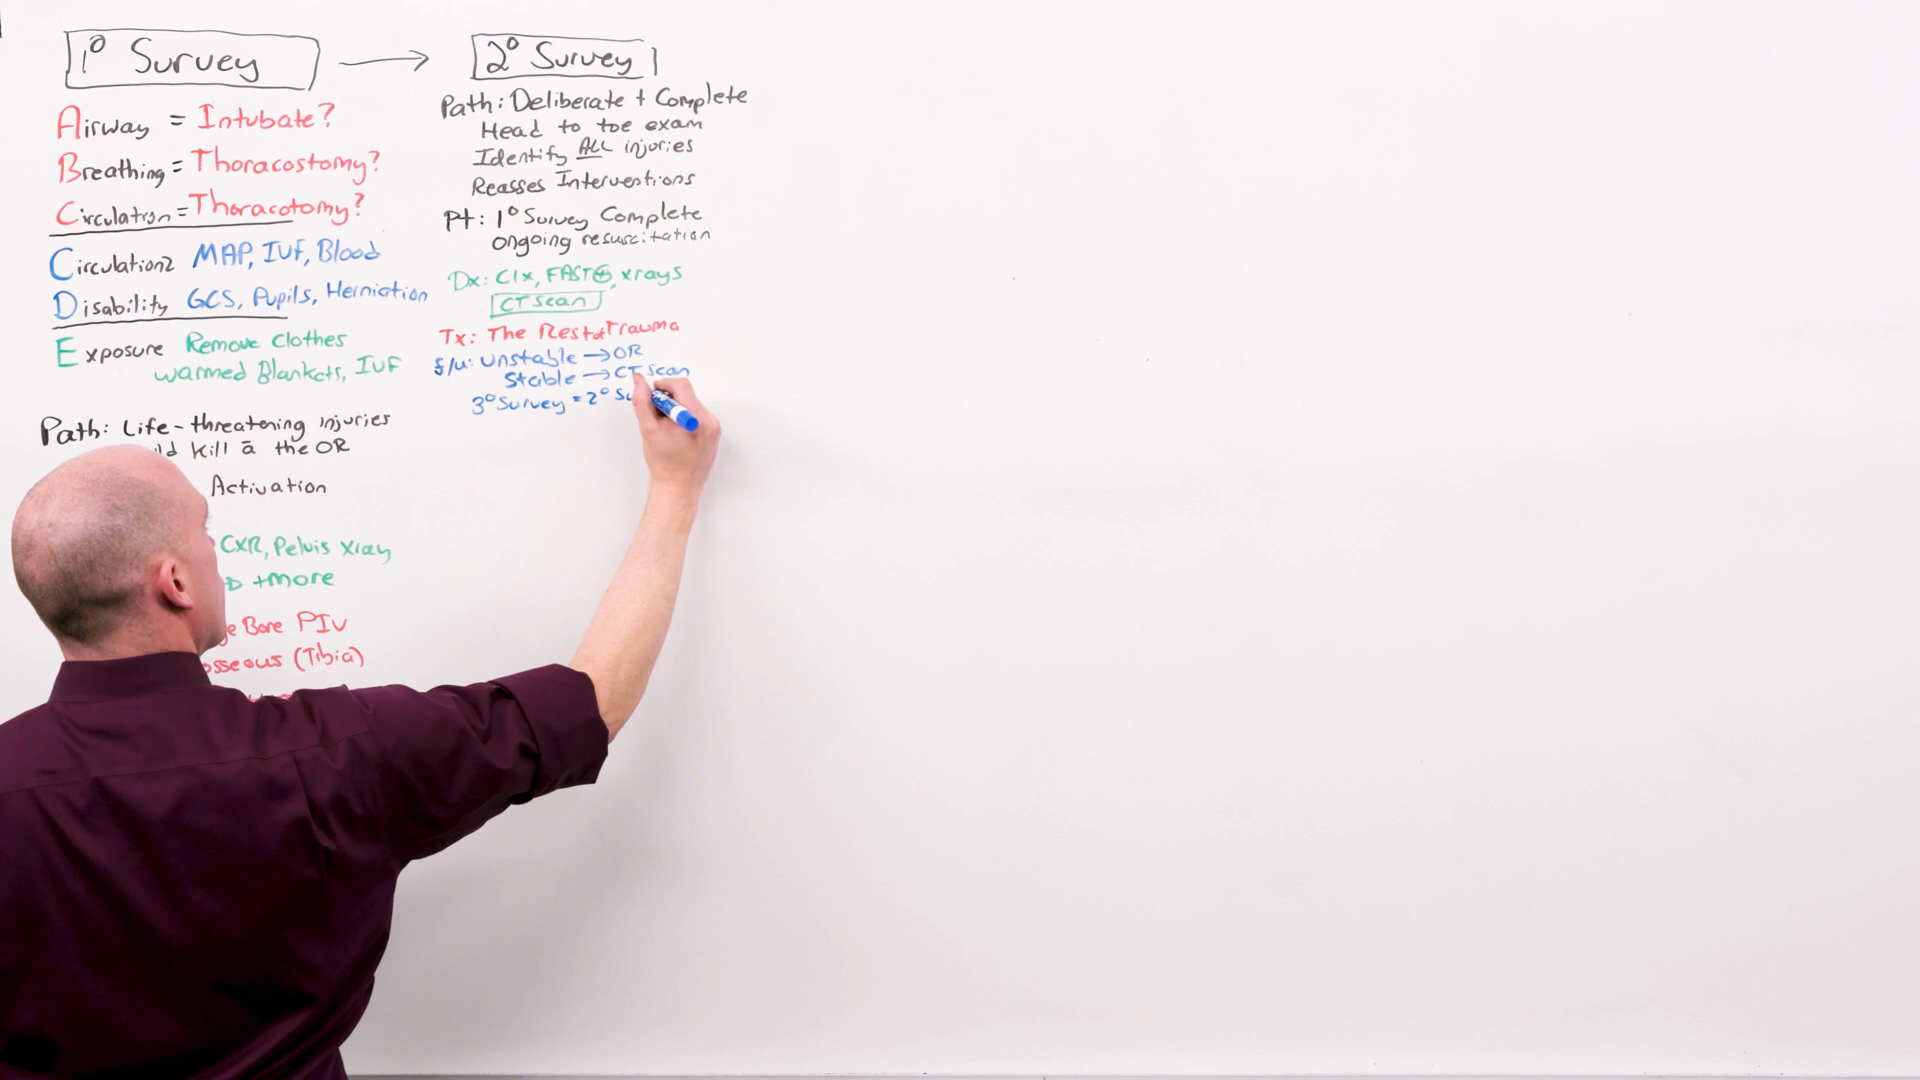 1° Survey
Airway = Intubate?
Breathing = Thoracostomy?
Circulation = Thoracotomy?
Circulation2 MAP, IVF, Blood
Disability GCS, Pupils, Herniation
Exposure Remove Clothes
warmed Blankets, IVF
Path: Life-threatening injuries
kill ā the OR
Activation
CXR, Pelvis xray
+more
Bore PIV
osseous (Tibia)
2° Survey
Path: Deliberate + Complete
Head to toe exam
Identify ALL injuries
Reasses Interventions
Pt: 1° Survey Complete
ongoing resuscitation
Dx: CTx, FAST⊕, xrays
CT scan
Tx: The Rest of Trauma
f/u: Unstable → OR
Stable → CT scan
3° Survey = 2° Su